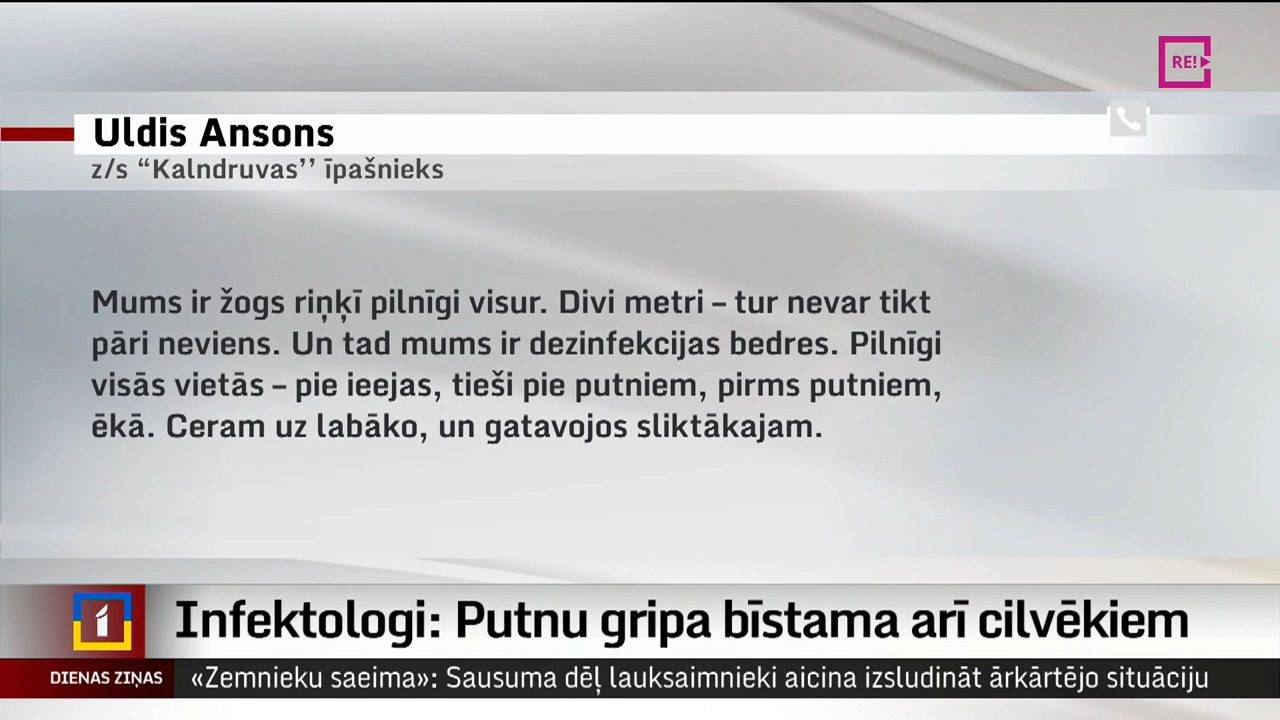 RE!
Uldis Ansons
z/s “Kalndruvas’’ īpašnieks
Mums ir žogs riņķī pilnīgi visur. Divi metri – tur nevar tikt
pāri neviens. Un tad mums ir dezinfekcijas bedres. Pilnīgi
visās vietās – pie ieejas, tieši pie putniem, pirms putniem,
ēkā. Ceram uz labāko, un gatavojos sliktākajam.
1
Infektologi: Putnu gripa bīstama arī cilvēkiem
DIENAS ZIŅAS
«Zemnieku saeima»: Sausuma dēļ lauksaimnieki aicina izsludināt ārkārtējo situāciju